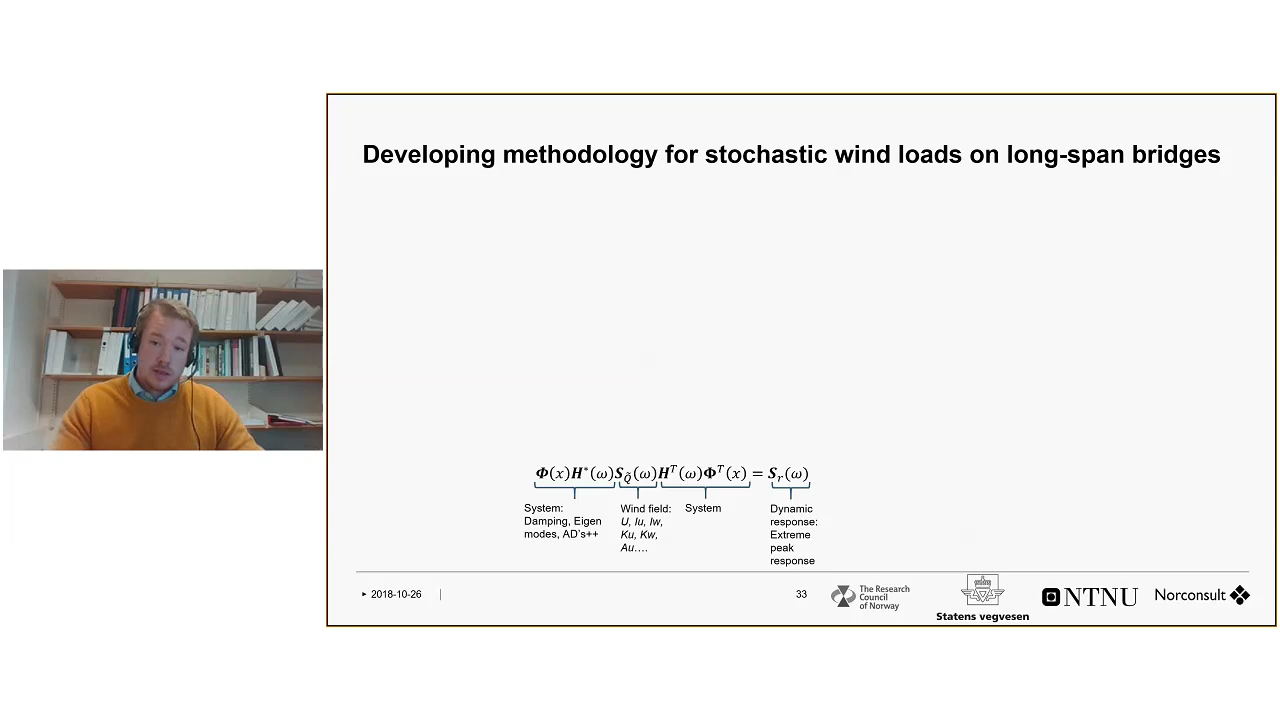 Developing methodology for stochastic wind loads on long-span bridges
𝜱(x)H*(ω)S_Q̃(ω)H^T(ω)Φ^T(x) = S_r(ω)
System:
Damping, Eigen
modes, AD's++
Wind field:
U, Iu, Iw,
Ku, Kw,
Au….
System
Dynamic
response:
Extreme
peak
response
▸ 2018-10-26 |
33
The Research
Council
of Norway
Statens vegvesen
NTNU
Norconsult